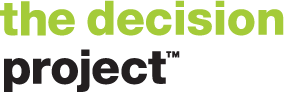 the decision
project™